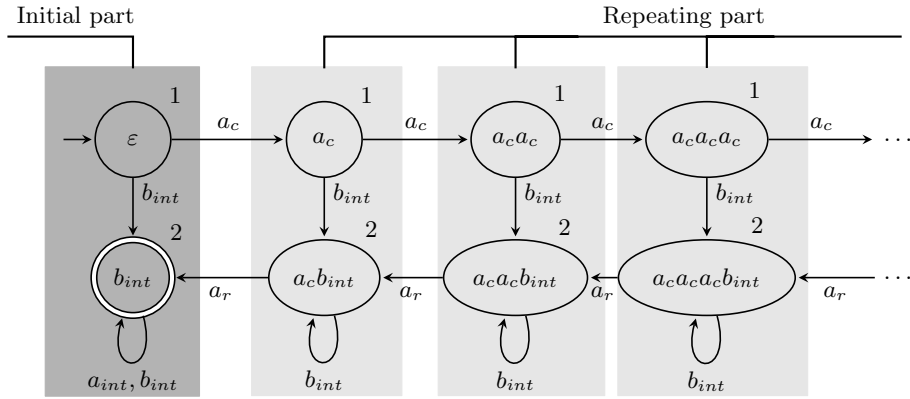 Initial part Repeating part
1 1 1 1
ε a_c a_c a_c a_c a_c a_c a_c a_c a_c a_c ···
b_int b_int b_int b_int
2 2 2 2
b_int a_r a_c b_int a_r a_c a_c b_int a_r a_c a_c a_c b_int a_r ···
a_int, b_int b_int b_int b_int